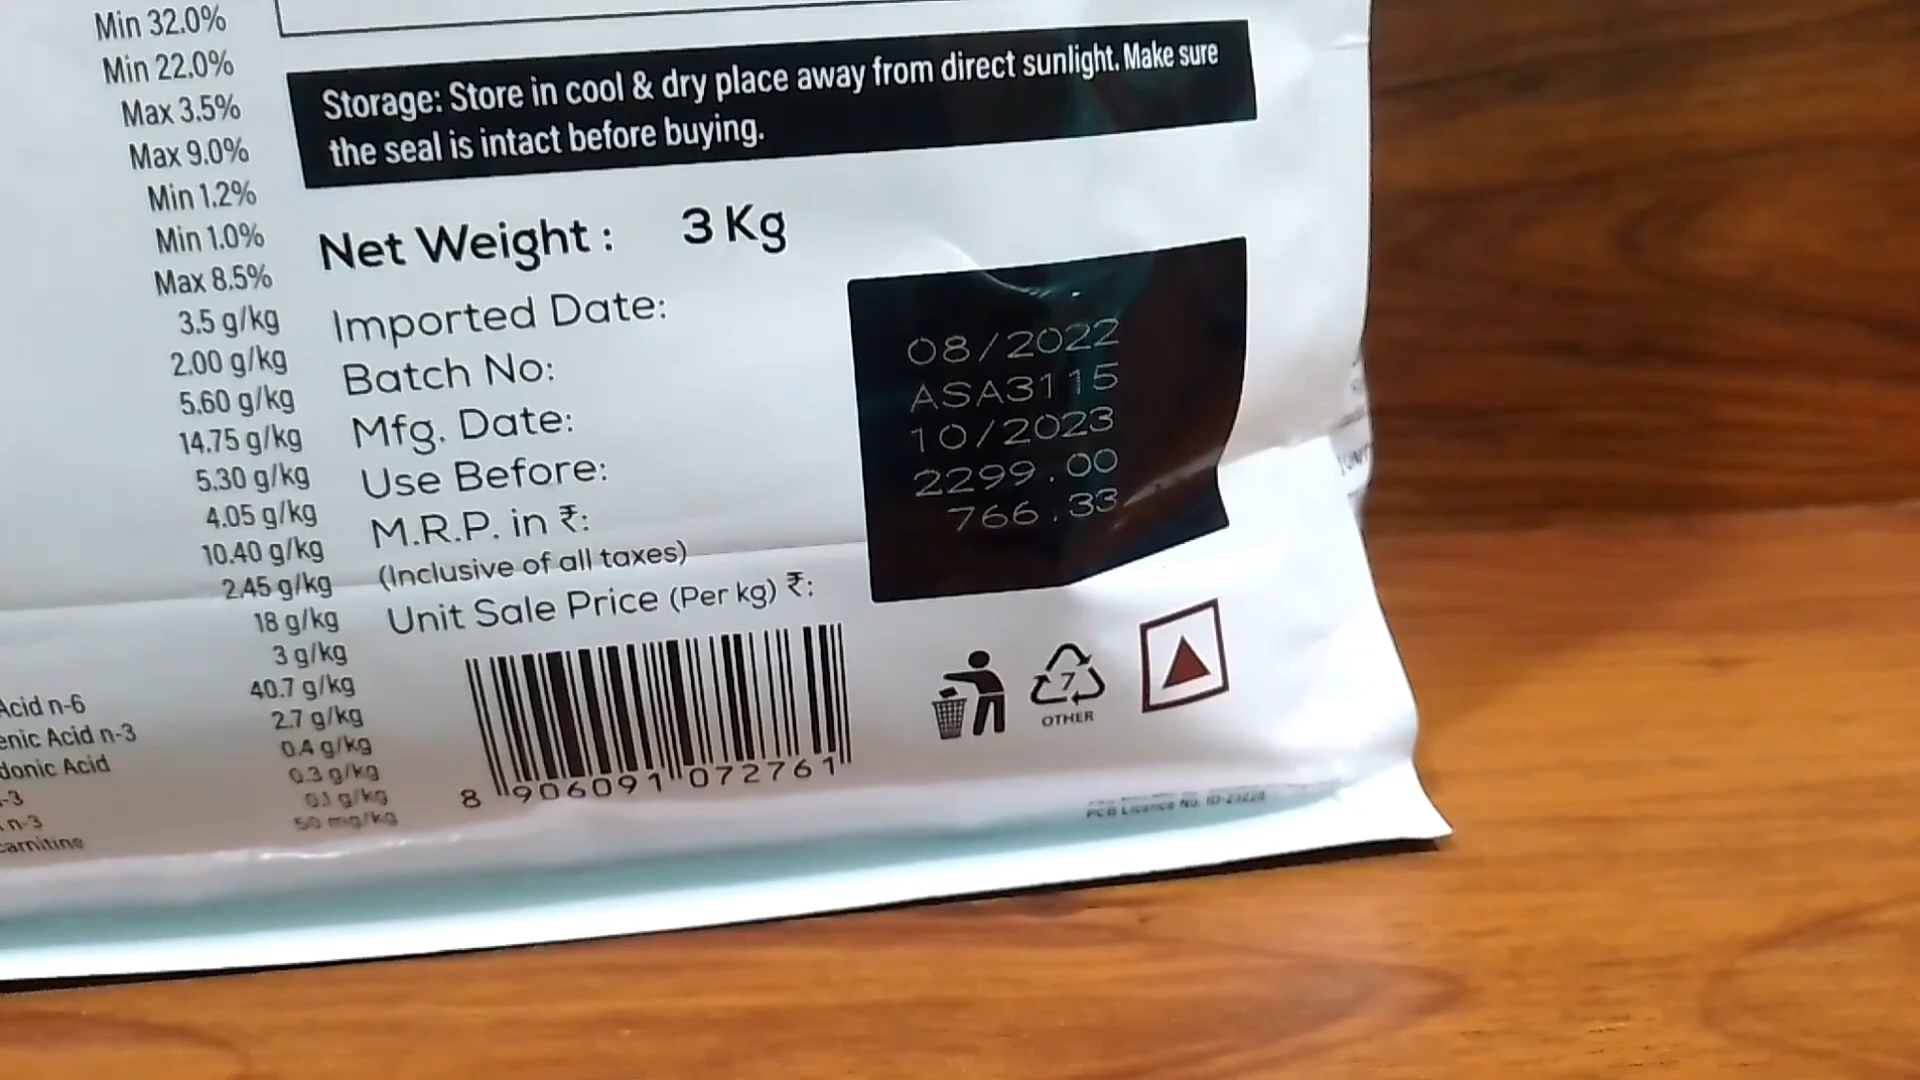 Min 32.0%
Min 22.0%
Max 3.5%
Max 9.0%
Min 1.2%
Min 1.0%
Max 8.5%
3.5 g/kg
2.00 g/kg
5.60 g/kg
14.75 g/kg
5.30 g/kg
4.05 g/kg
10.40 g/kg
2.45 g/kg
18 g/kg
3 g/kg
Acid n-6 40.7 g/kg
enic Acid n-3 2.7 g/kg
donic Acid 0.4 g/kg
-3 0.3 g/kg
n-3 0.1 g/kg
carnitine 50 mg/kg
Storage: Store in cool & dry place away from direct sunlight. Make sure
the seal is intact before buying.
Net Weight : 3 Kg
Imported Date:
Batch No:
Mfg. Date:
Use Before:
M.R.P. in ₹:
(Inclusive of all taxes)
Unit Sale Price (Per kg) ₹:
08/2022
ASA3115
10/2023
2299.00
766.33
8 906091 072761
7
OTHER
PCB Licence No.